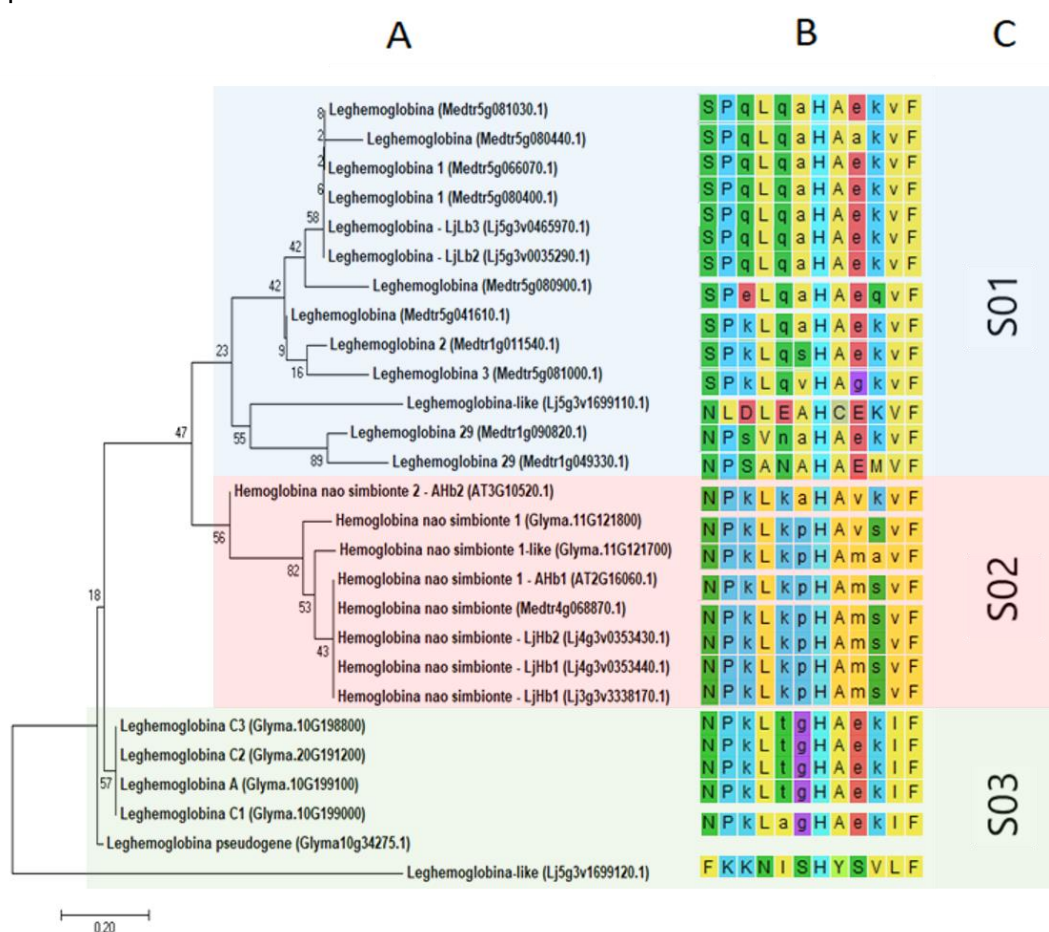 A B C
8
Leghemoglobina (Medtr5g081030.1) SPqLqaHAekvF
2
Leghemoglobina (Medtr5g080440.1) SPqLqaHAakvF
2
Leghemoglobina 1 (Medtr5g066070.1) SPqLqaHAekvF
6
Leghemoglobina 1 (Medtr5g080400.1) SPqLqaHAekvF
58
SPqLqaHAekvF
Leghemoglobina - LjLb3 (Lj5g3v0465970.1) SPqLqaHAekvF
42
Leghemoglobina - LjLb2 (Lj5g3v0035290.1) SPqLqaHAekvF
42
Leghemoglobina (Medtr5g080900.1) SPeLqaHAeqvF
S01
Leghemoglobina (Medtr5g041610.1) SPkLqaHAekvF
9
Leghemoglobina 2 (Medtr1g011540.1) SPkLqsHAekvF
23
16
Leghemoglobina 3 (Medtr5g081000.1) SPkLqvHAgkvF
Leghemoglobina-like (Lj5g3v1699110.1) NLDLEAHCEKVF
55
Leghemoglobina 29 (Medtr1g090820.1) NPsVnaHAekvF
47
89
Leghemoglobina 29 (Medtr1g049330.1) NPSANAHAEMVF
Hemoglobina nao simbionte 2 - AHb2 (AT3G10520.1) NPkLkaHAvkvF
56
Hemoglobina nao simbionte 1 (Glyma.11G121800) NPkLkpHAvsvF
Hemoglobina nao simbionte 1-like (Glyma.11G121700) NPkLkpHAmavF
82
Hemoglobina nao simbionte 1 - AHb1 (AT2G16060.1) NPkLkpHAmsvF
S02
18
53
Hemoglobina nao simbionte (Medtr4g068870.1) NPkLkpHAmsvF
Hemoglobina nao simbionte - LjHb2 (Lj4g3v0353430.1) NPkLkpHAmsvF
43
Hemoglobina nao simbionte - LjHb1 (Lj4g3v0353440.1) NPkLkpHAmsvF
Hemoglobina nao simbionte - LjHb1 (Lj3g3v3338170.1) NPkLkpHAmsvF
Leghemoglobina C3 (Glyma.10G198800) NPkLtgHAekIF
Leghemoglobina C2 (Glyma.20G191200) NPkLtgHAekIF
NPkLtgHAekIF
57
Leghemoglobina A (Glyma.10G199100) NPkLtgHAekIF
S03
Leghemoglobina C1 (Glyma.10G199000) NPkLagHAekIF
Leghemoglobina pseudogene (Glyma10g34275.1)
Leghemoglobina-like (Lj5g3v1699120.1) FKKNISHYSVLF
0.20